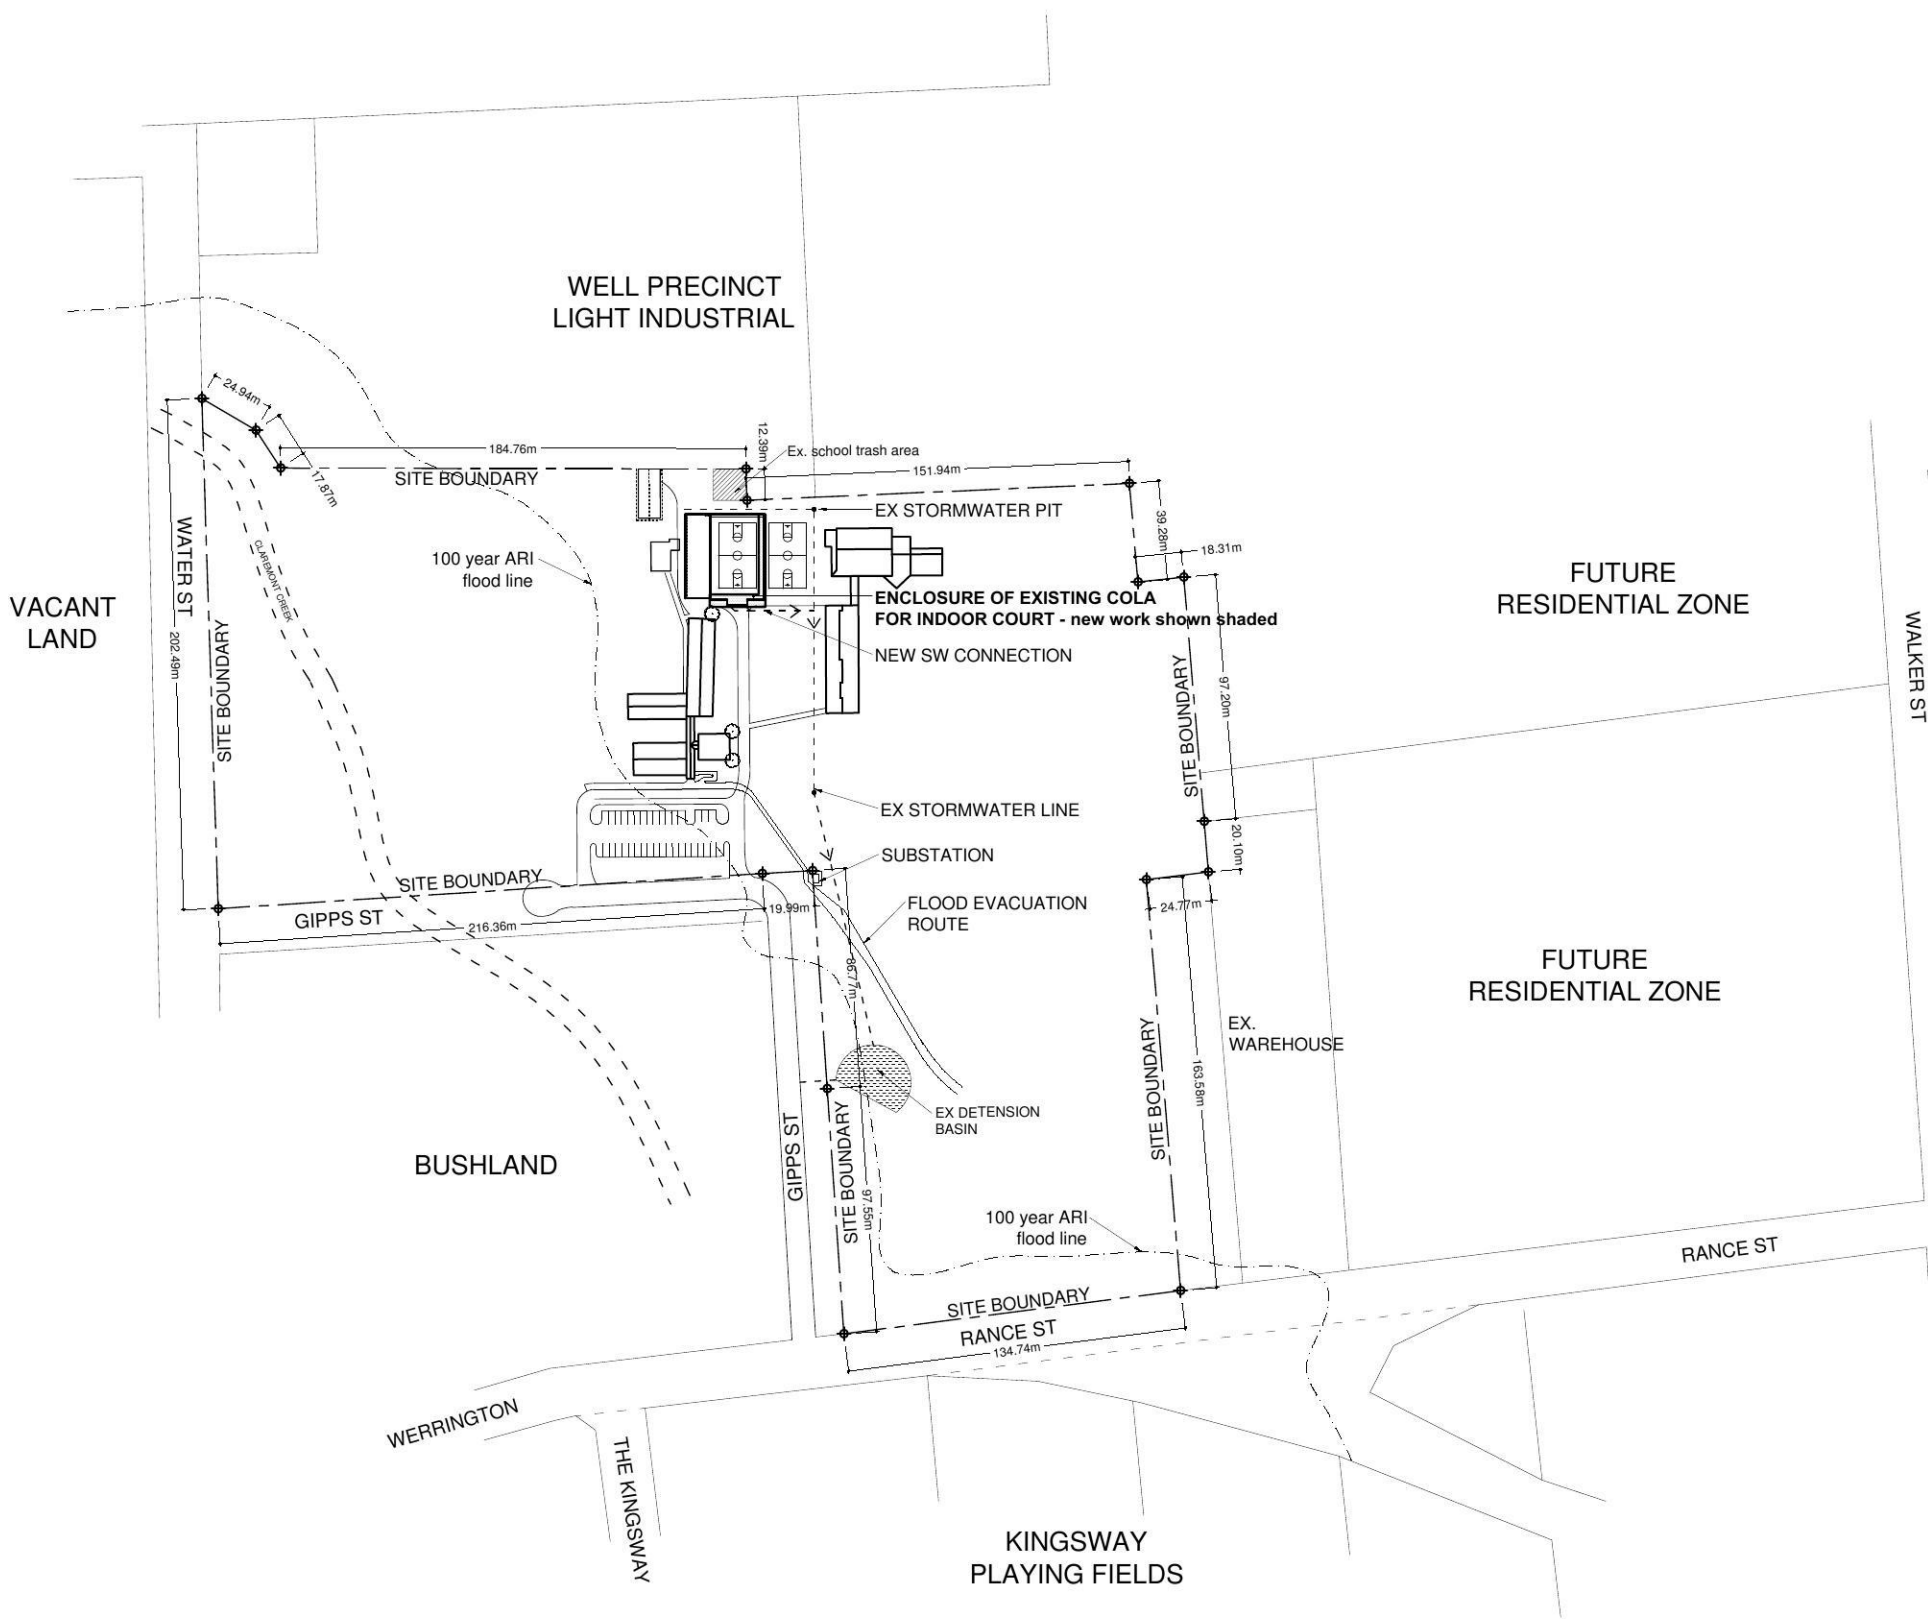 WELL PRECINCT
LIGHT INDUSTRIAL
24.94m
17.87m
184.76m
SITE BOUNDARY
12.39m
Ex. school trash area
151.94m
EX STORMWATER PIT
39.28m
18.31m
100 year ARI
flood line
WATER ST
202.49m
SITE BOUNDARY
CLAREMONT CREEK
VACANT
LAND
ENCLOSURE OF EXISTING COLA
FOR INDOOR COURT - new work shown shaded
NEW SW CONNECTION
FUTURE
RESIDENTIAL ZONE
WALKER ST
SITE BOUNDARY
97.20m
EX STORMWATER LINE
20.10m
SUBSTATION
SITE BOUNDARY
GIPPS ST
216.36m
19.99m
FLOOD EVACUATION
ROUTE
24.77m
86.77m
FUTURE
RESIDENTIAL ZONE
EX.
WAREHOUSE
SITE BOUNDARY
163.58m
EX DETENSION
BASIN
BUSHLAND
GIPPS ST
SITE BOUNDARY
97.55m
100 year ARI
flood line
SITE BOUNDARY
RANCE ST
134.74m
RANCE ST
WERRINGTON
THE KINGSWAY
KINGSWAY
PLAYING FIELDS